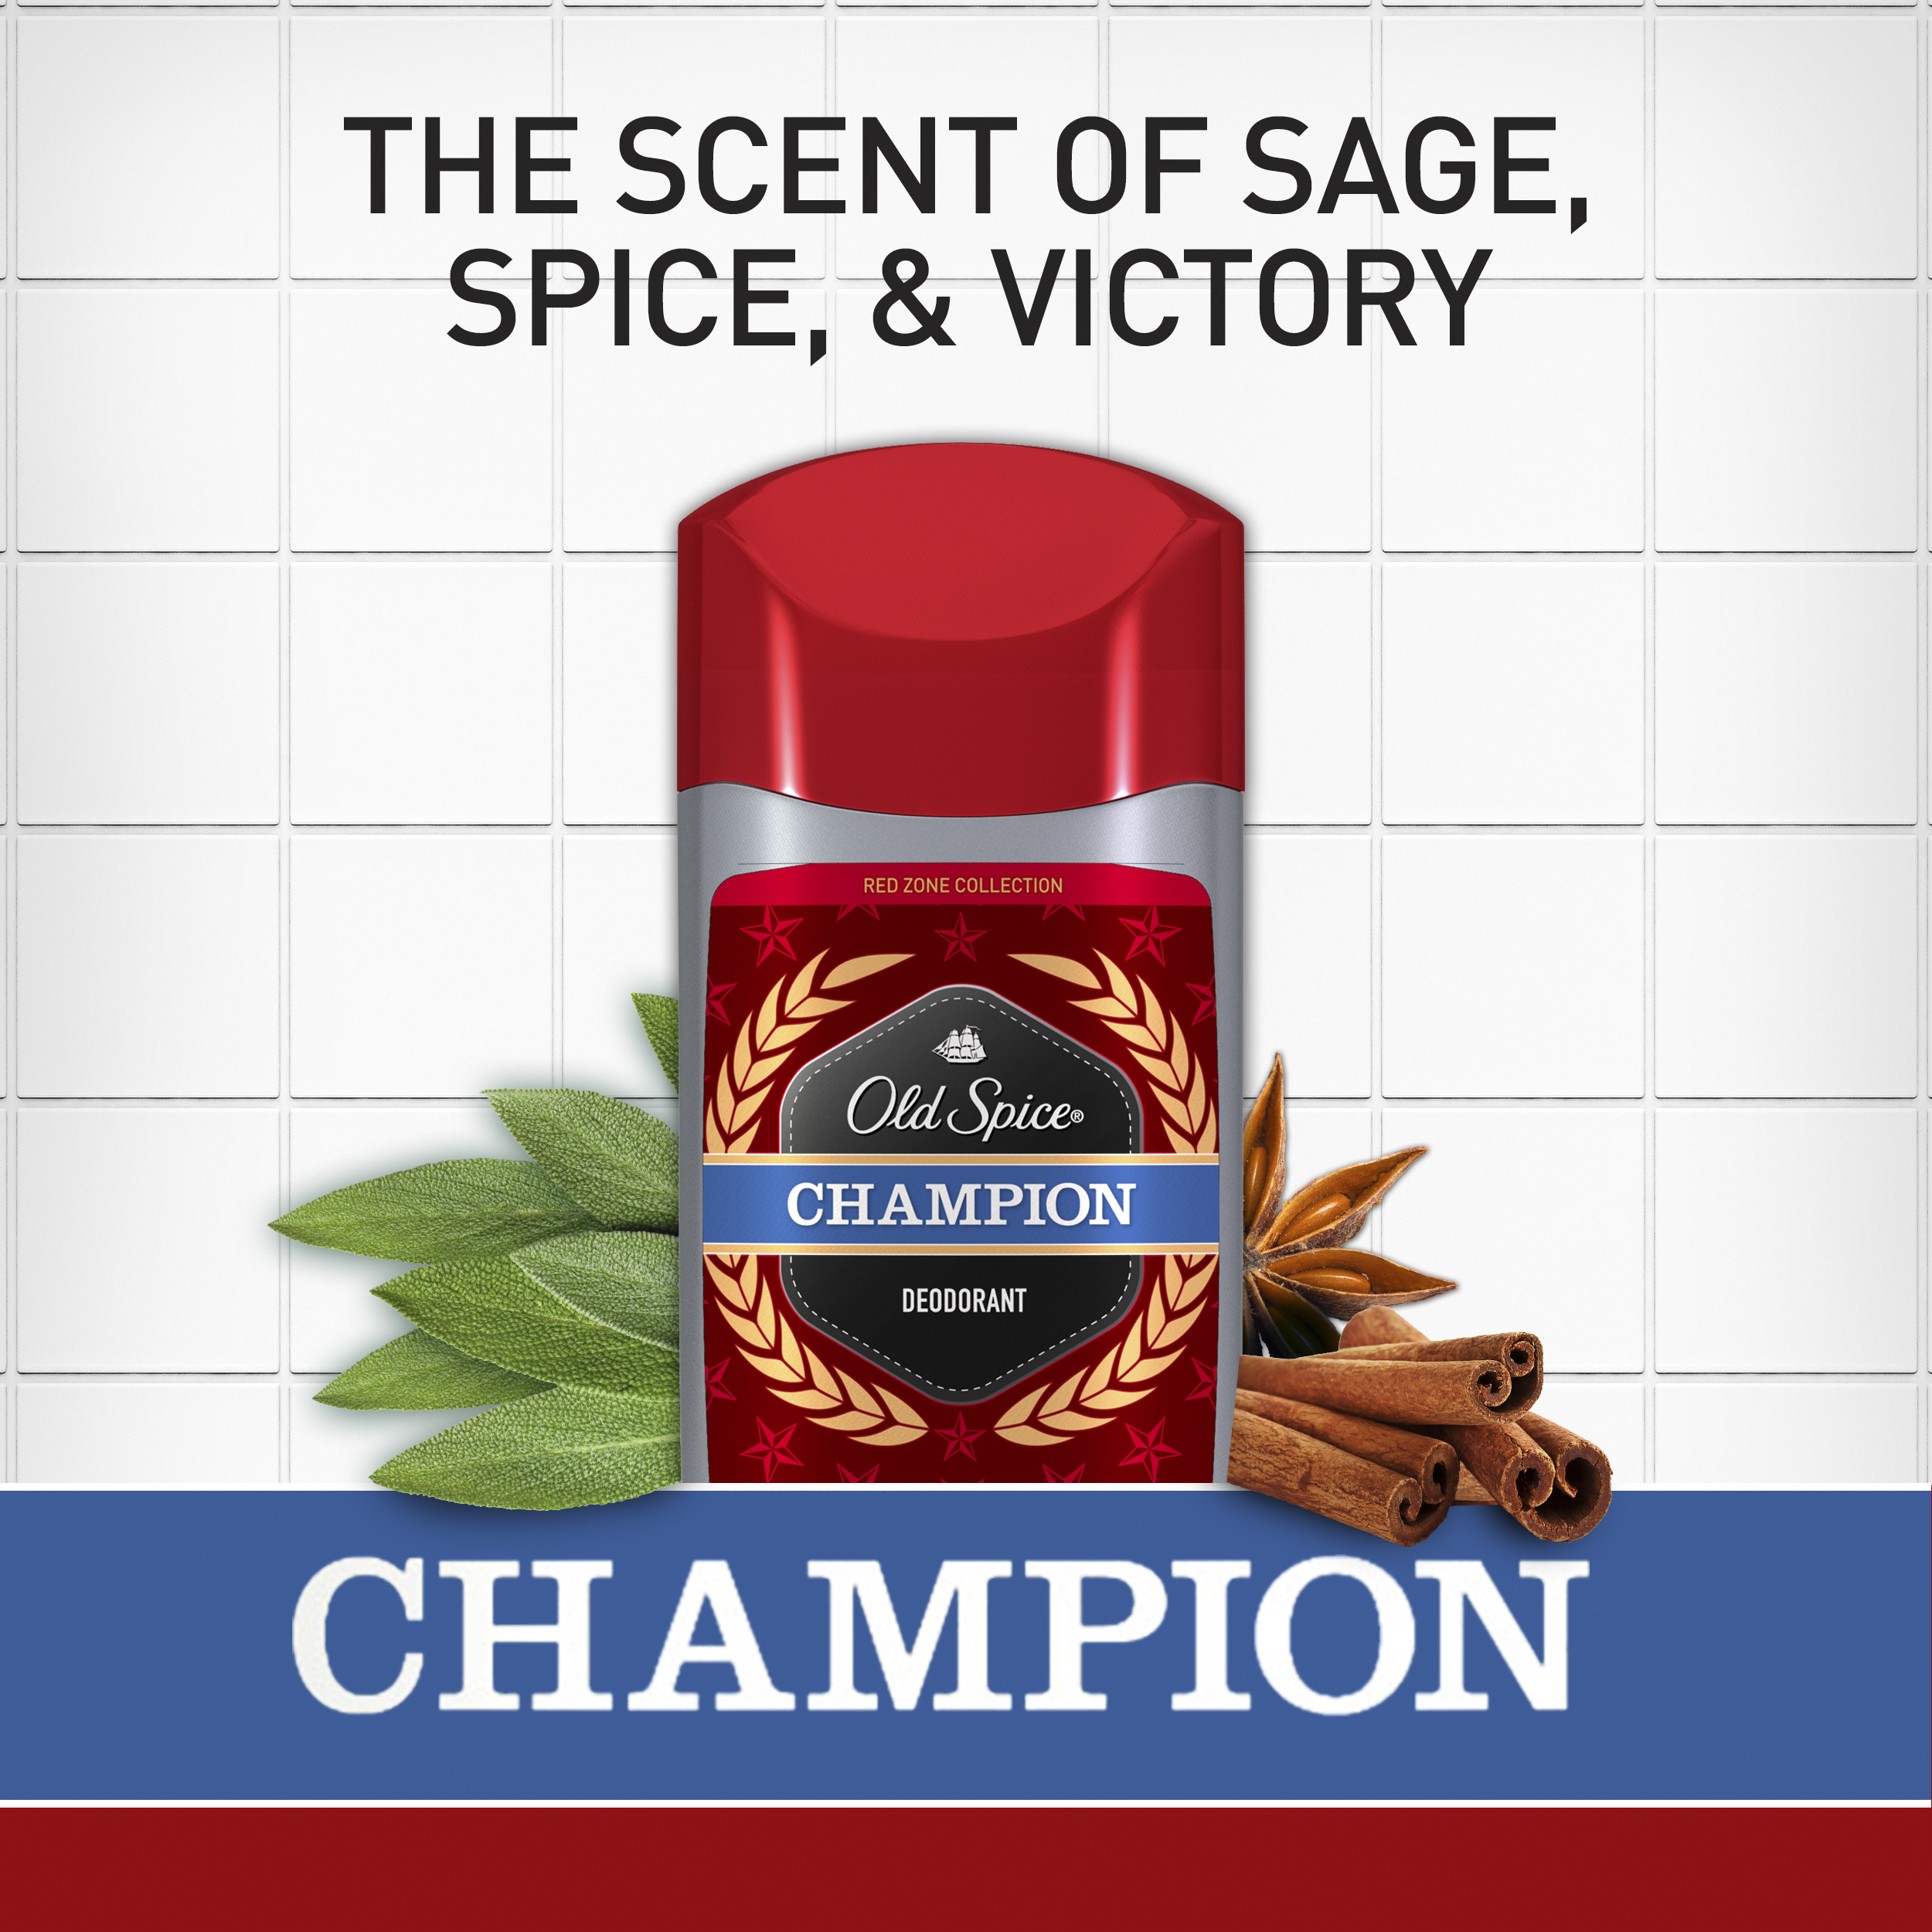 THE SCENT OF SAGE,
SPICE, & VICTORY
RED ZONE COLLECTION
Old Spice®
CHAMPION
DEODORANT
CHAMPION